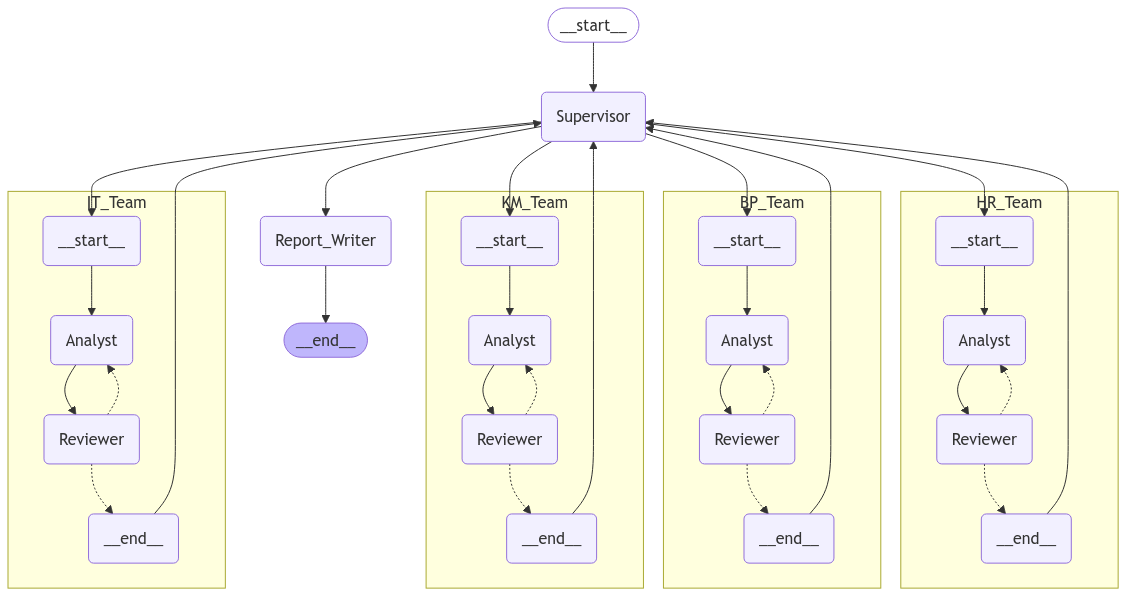 __start__
Supervisor
IT_Team
KM_Team
BP_Team
HR_Team
__start__
Report_Writer
__start__
__start__
__start__
Analyst
__end__
Analyst
Analyst
Analyst
Reviewer
Reviewer
Reviewer
Reviewer
__end__
__end__
__end__
__end__